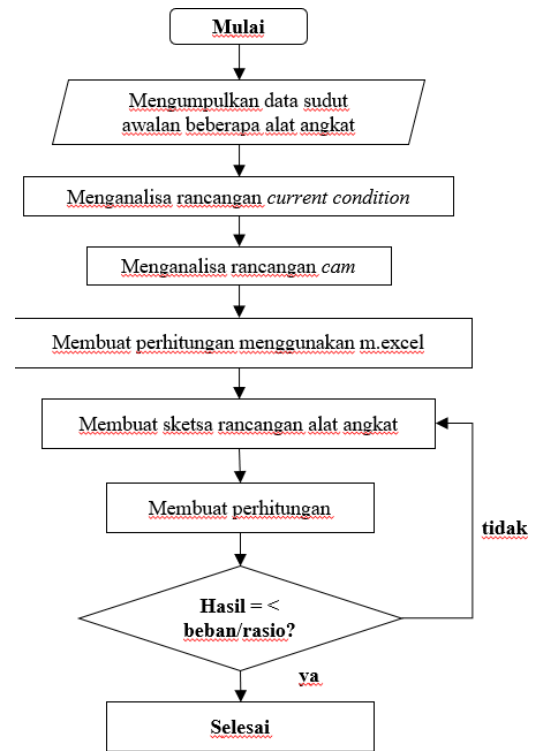 Mulai
Mengumpulkan data sudut
awalan beberapa alat angkat
Menganalisa rancangan current condition
Menganalisa rancangan cam
Membuat perhitungan menggunakan m.excel
Membuat sketsa rancangan alat angkat
Membuat perhitungan
tidak
Hasil = <
beban/rasio?
ya
Selesai